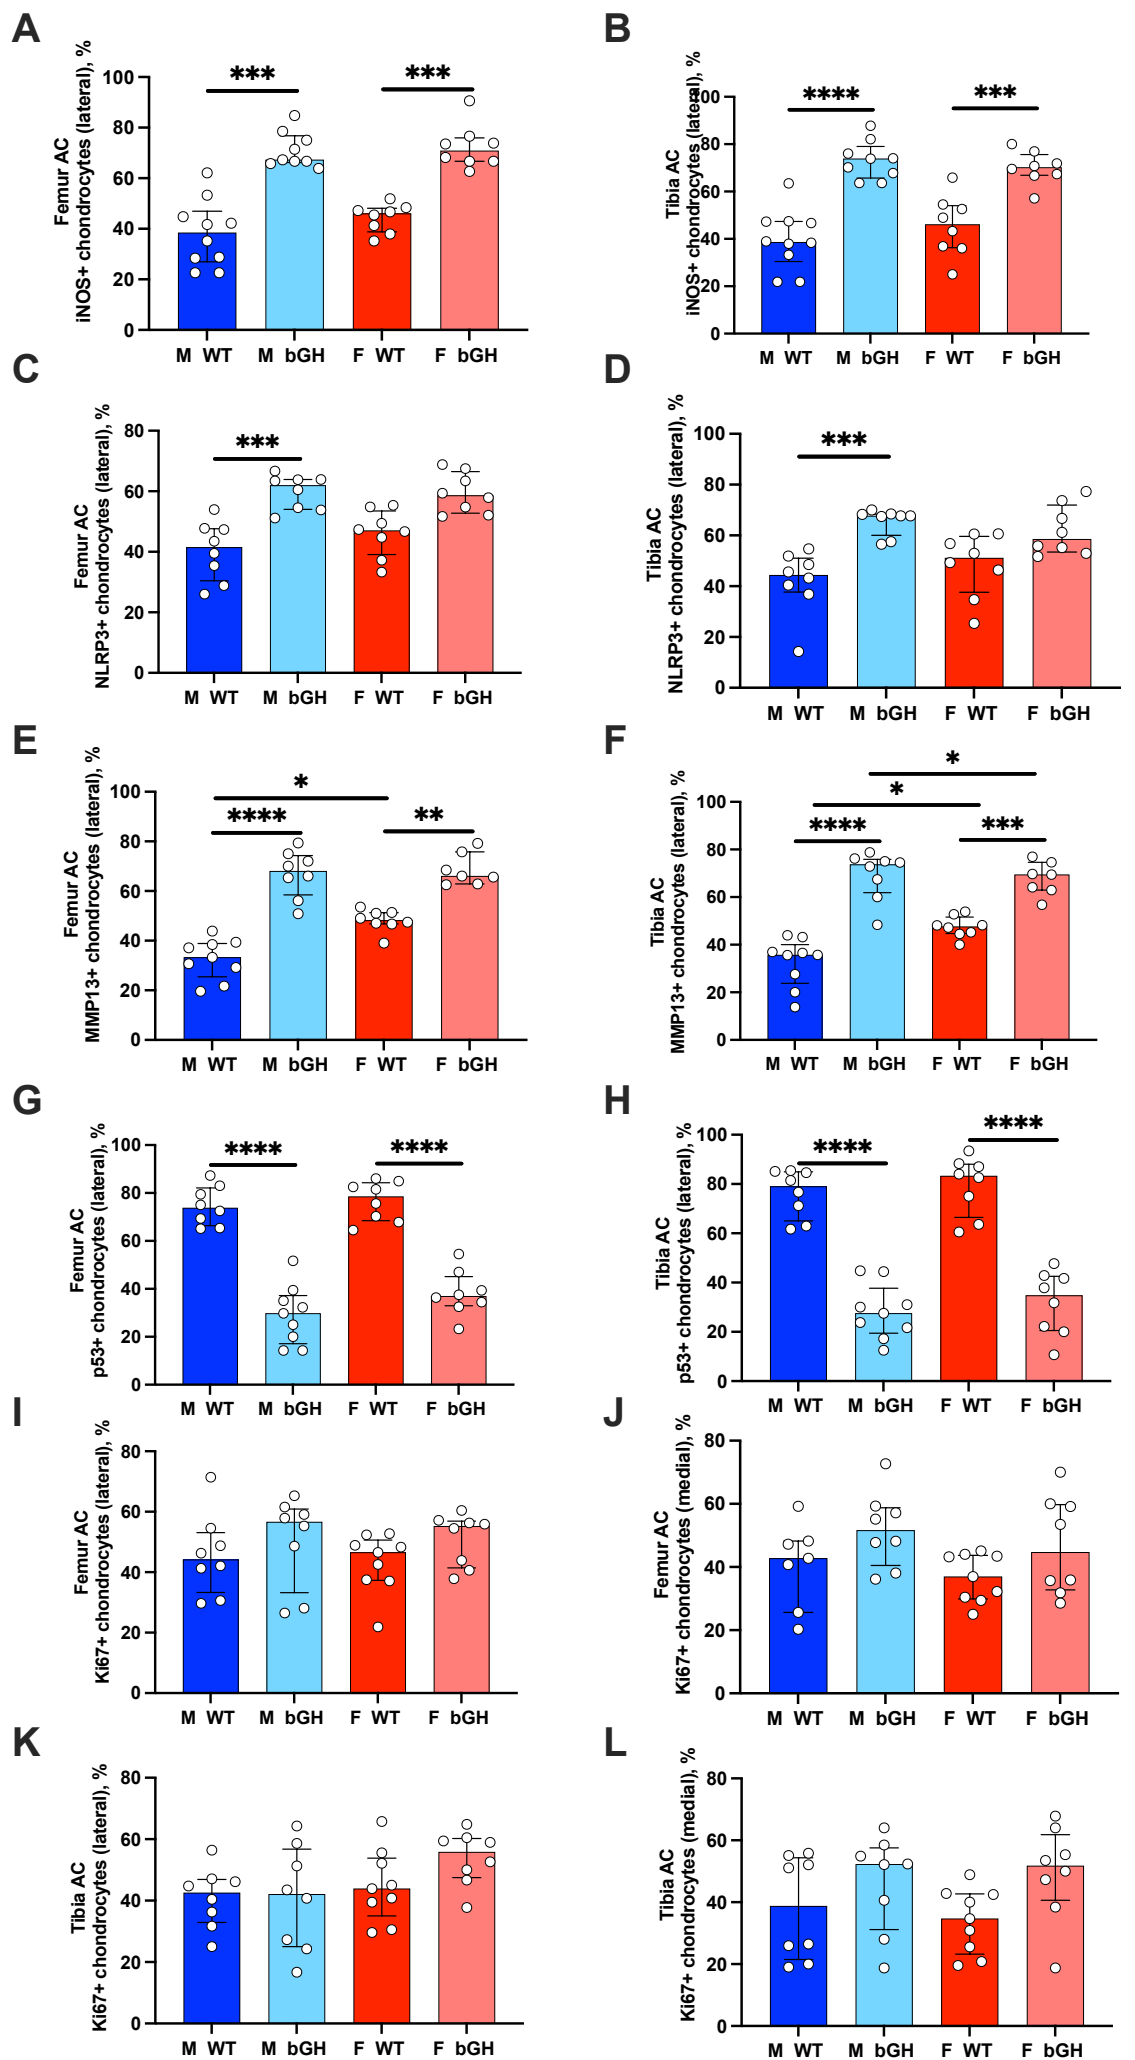 A
Femur AC
iNOS+ chondrocytes (lateral), %
100
80
60
40
20
0
*** ***
M WT M bGH F WT F bGH
B
Tibia AC
iNOS+ chondrocytes (lateral), %
100
80
60
40
20
0
**** ***
M WT M bGH F WT F bGH
C
Femur AC
NLRP3+ chondrocytes (lateral), %
80
60
40
20
0
***
M WT M bGH F WT F bGH
D
Tibia AC
NLRP3+ chondrocytes (lateral), %
100
80
60
40
20
0
***
M WT M bGH F WT F bGH
E
Femur AC
MMP13+ chondrocytes (lateral), %
100
80
60
40
20
0
*
**** **
M WT M bGH F WT F bGH
F
Tibia AC
MMP13+ chondrocytes (lateral), %
100
80
60
40
20
0
*
*
**** ***
M WT M bGH F WT F bGH
G
Femur AC
p53+ chondrocytes (lateral), %
100
80
60
40
20
0
**** ****
M WT M bGH F WT F bGH
H
Tibia AC
p53+ chondrocytes (lateral), %
100
80
60
40
20
0
**** ****
M WT M bGH F WT F bGH
I
Femur AC
Ki67+ chondrocytes (lateral), %
80
60
40
20
0
M WT M bGH F WT F bGH
J
Femur AC
Ki67+ chondrocytes (medial), %
80
60
40
20
0
M WT M bGH F WT F bGH
K
Tibia AC
Ki67+ chondrocytes (lateral), %
80
60
40
20
0
M WT M bGH F WT F bGH
L
Tibia AC
Ki67+ chondrocytes (medial), %
80
60
40
20
0
M WT M bGH F WT F bGH